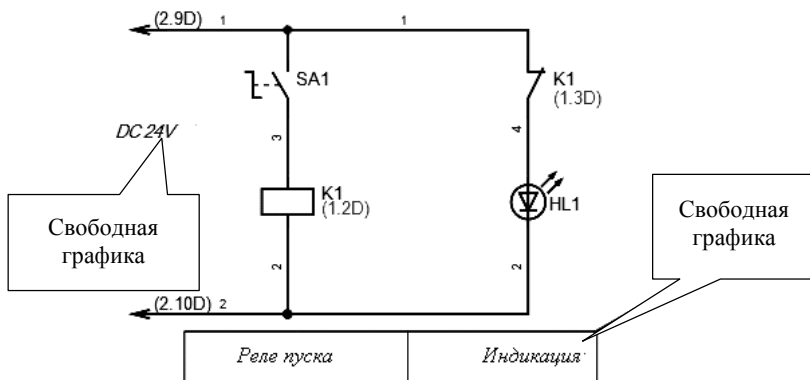 (2.9D) 1 1
SA1
K1
(1.3D)
DC 24V
3
4
Свободная
графика
K1
(1.2D)
HL1
Свободная
графика
2
2
(2.10D) 2
Реле пуска
Индикация